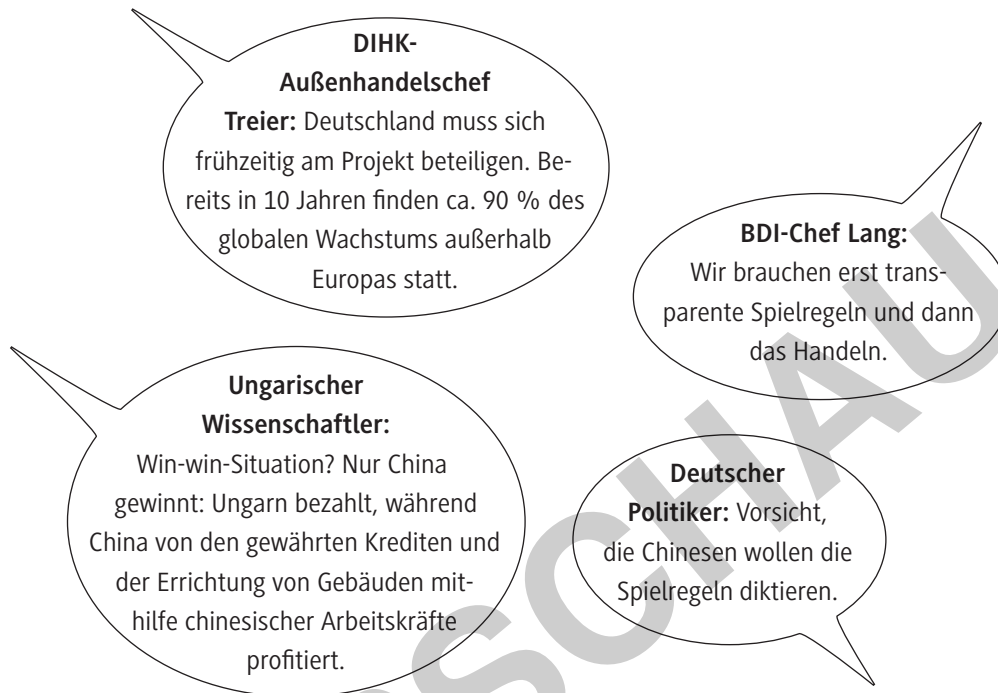 DIHK-
Außenhandelschef
Treier: Deutschland muss sich
frühzeitig am Projekt beteiligen. Be-
reits in 10 Jahren finden ca. 90 % des
globalen Wachstums außerhalb
Europas statt.
BDI-Chef Lang:
Wir brauchen erst trans-
parente Spielregeln und dann
das Handeln.
Ungarischer
Wissenschaftler:
Win-win-Situation? Nur China
gewinnt: Ungarn bezahlt, während
China von den gewährten Krediten und
der Errichtung von Gebäuden mit-
hilfe chinesischer Arbeitskräfte
profitiert.
Deutscher
Politiker: Vorsicht,
die Chinesen wollen die
Spielregeln diktieren.
SCHAU